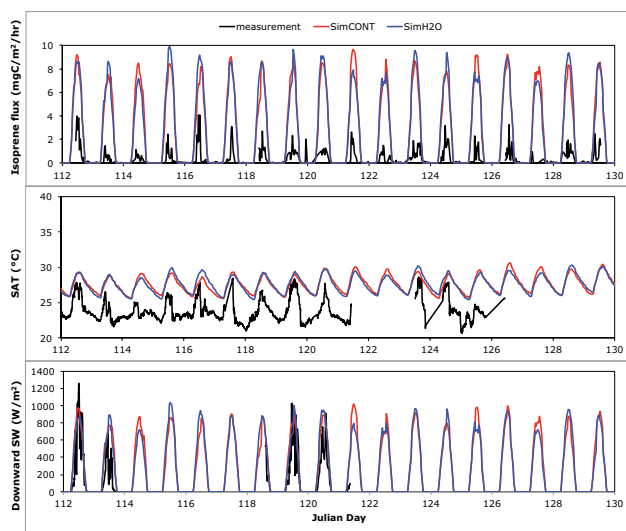 measurement SimCONT SimH2O
Isoprene flux (mgC/m²/hr)
10
8
6
4
2
0
112 114 116 118 120 122 124 126 128 130
SAT (°C)
40
35
30
25
20
112 114 116 118 120 122 124 126 128 130
Downward SW (W/m²)
1400
1200
1000
800
600
400
200
0
112 114 116 118 120 122 124 126 128 130
Julian Day